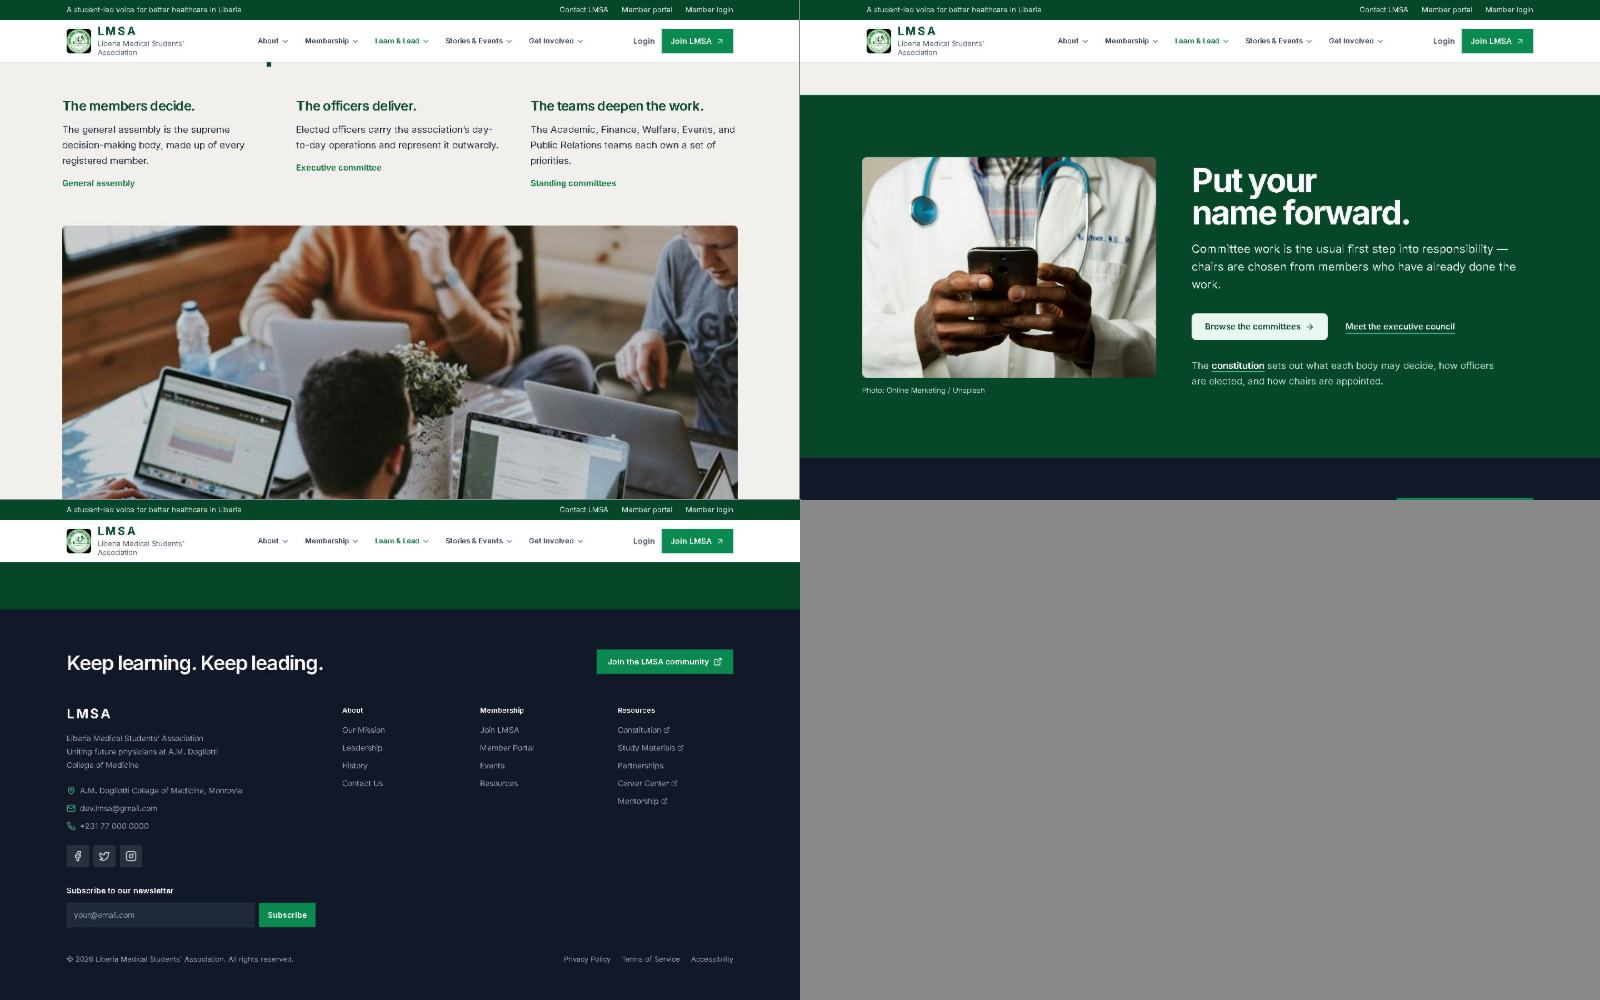 A student-led voice for better healthcare in Liberia
Contact LMSA Member portal Member login
LMSA
Liberia Medical Students'
Association
About Membership Learn & Lead Stories & Events Get Involved
Login Join LMSA
The members decide.
The general assembly is the supreme
decision-making body, made up of every
registered member.
General assembly
The officers deliver.
Elected officers carry the association's day-
to-day operations and represent it outwardly.
Executive committee
The teams deepen the work.
The Academic, Finance, Welfare, Events, and
Public Relations teams each own a set of
priorities.
Standing committees
A student-led voice for better healthcare in Liberia
Contact LMSA Member portal Member login
LMSA
Liberia Medical Students'
Association
About Membership Learn & Lead Stories & Events Get Involved
Login Join LMSA
Put your
name forward.
Committee work is the usual first step into responsibility —
chairs are chosen from members who have already done the
work.
Browse the committees Meet the executive council
The constitution sets out what each body may decide, how officers
are elected, and how chairs are appointed.
Photo: Online Marketing / Unsplash
A student-led voice for better healthcare in Liberia
Contact LMSA Member portal Member login
LMSA
Liberia Medical Students'
Association
About Membership Learn & Lead Stories & Events Get Involved
Login Join LMSA
Keep learning. Keep leading.
Join the LMSA community
LMSA
Liberia Medical Students' Association
Uniting future physicians at A.M. Dogliotti
College of Medicine
A.M. Dogliotti College of Medicine, Monrovia
dev.lmsa@gmail.com
+231 77 000 0000
About
Our Mission
Leadership
History
Contact Us
Membership
Join LMSA
Member Portal
Events
Resources
Resources
Constitution
Study Materials
Partnerships
Career Center
Mentorship
Subscribe to our newsletter
your@email.com
Subscribe
© 2026 Liberia Medical Students' Association. All rights reserved.
Privacy Policy Terms of Service Accessibility